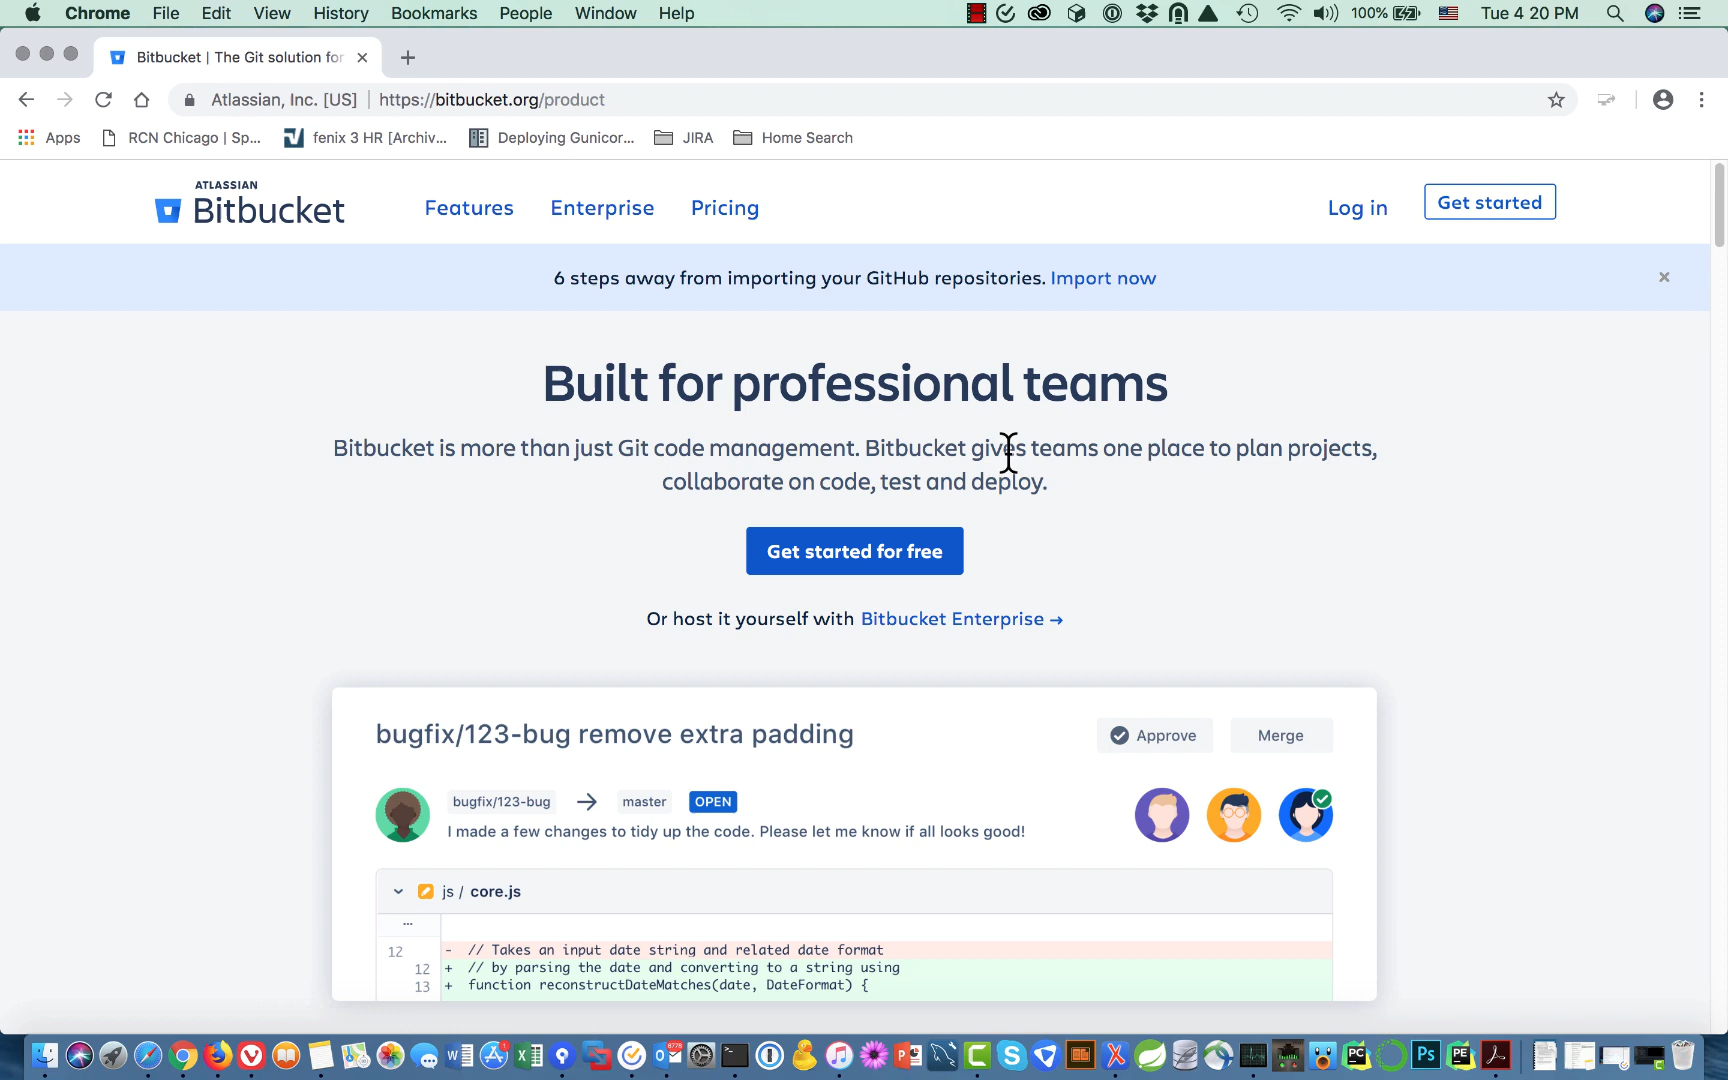 Chrome File Edit View History Bookmarks People Window Help 100% Tue 4 20 PM
Bitbucket | The Git solution for
Atlassian, Inc. [US] https://bitbucket.org/product
Apps RCN Chicago | Sp... fenix 3 HR [Archiv... Deploying Gunicor... JIRA Home Search
ATLASSIAN
Bitbucket Features Enterprise Pricing Log in Get started
6 steps away from importing your GitHub repositories. Import now
Built for professional teams
Bitbucket is more than just Git code management. Bitbucket gives teams one place to plan projects,
collaborate on code, test and deploy.
Get started for free
Or host it yourself with Bitbucket Enterprise →
bugfix/123-bug remove extra padding Approve Merge
bugfix/123-bug → master OPEN
I made a few changes to tidy up the code. Please let me know if all looks good!
js / core.js
...
12 - // Takes an input date string and related date format
12 + // by parsing the date and converting to a string using
13 + function reconstructDateMatches(date, DateFormat) {